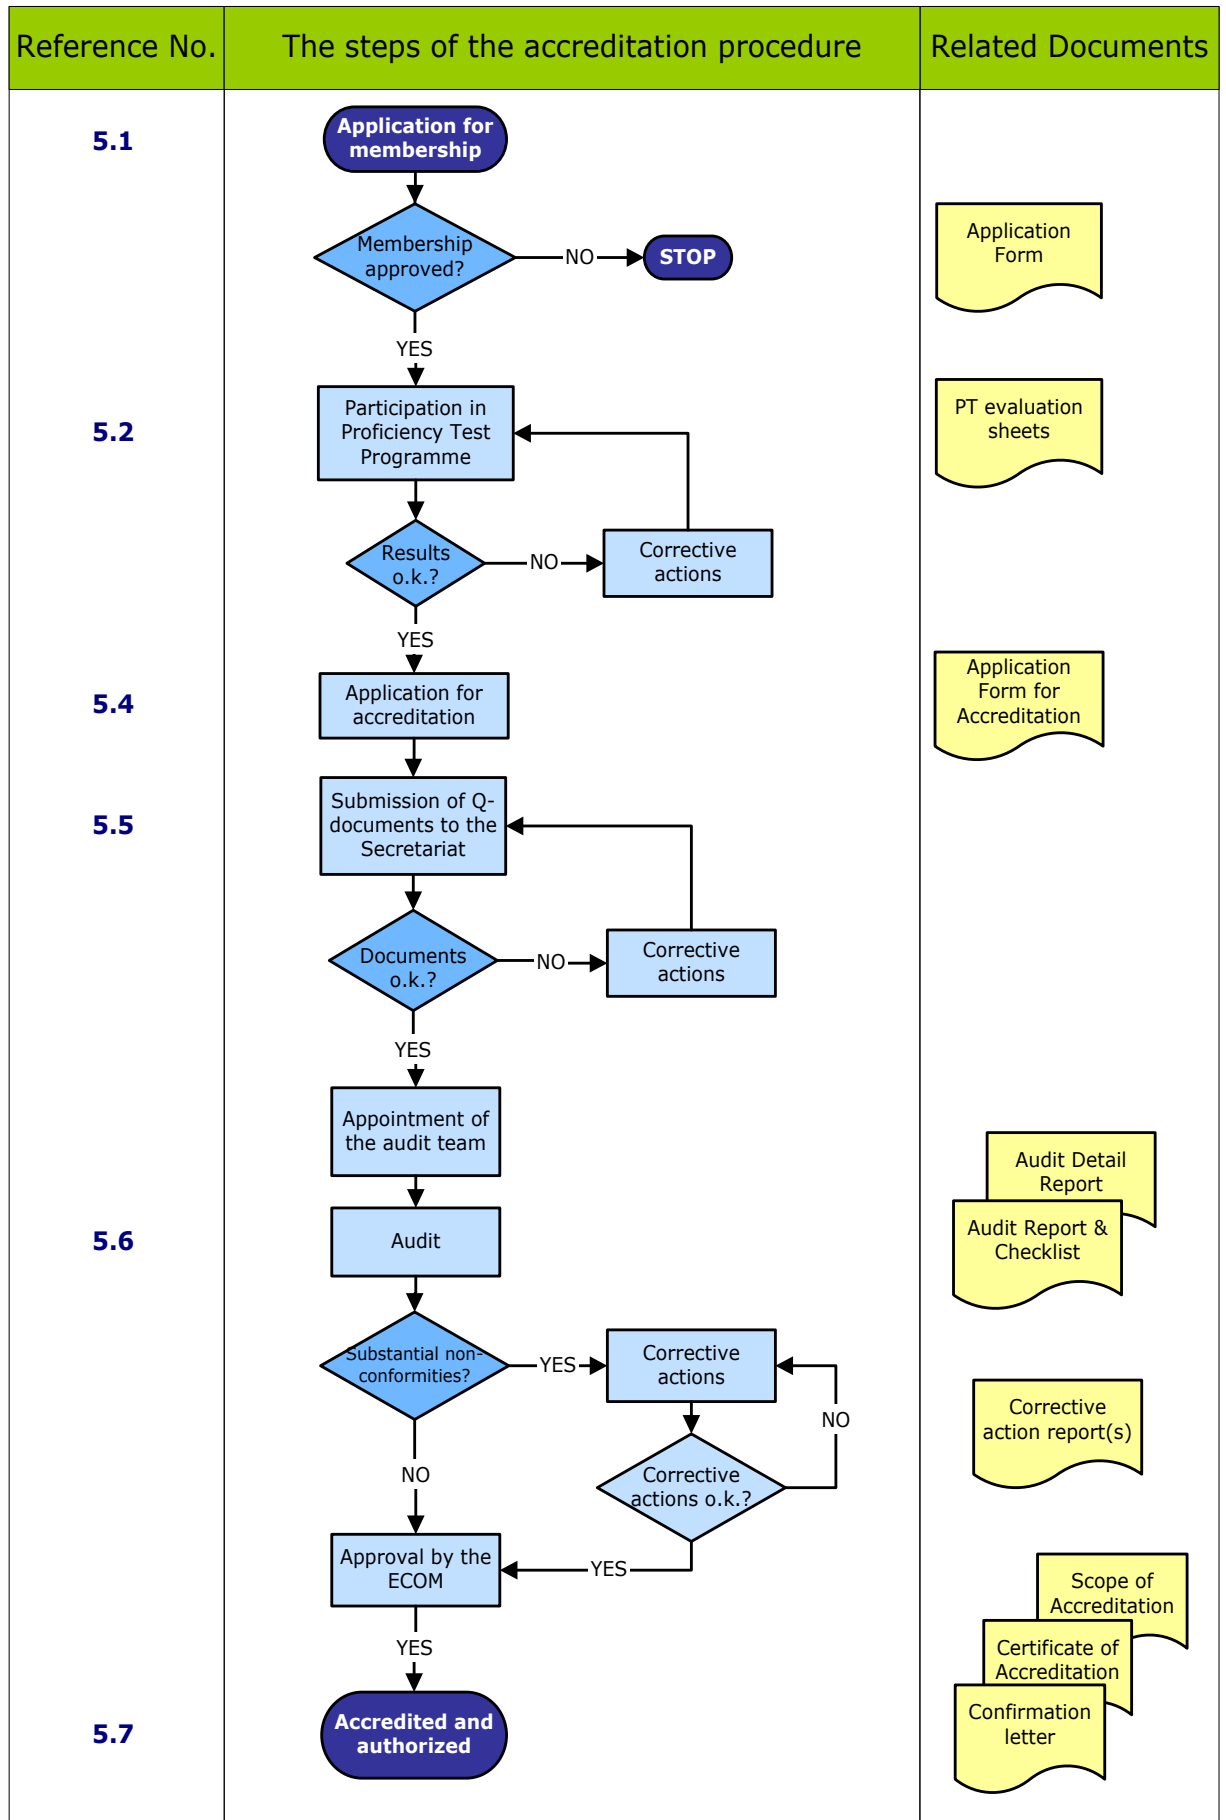 Reference No.
The steps of the accreditation procedure
Related Documents
5.1
Application for
membership
Membership
approved?
NO
STOP
Application
Form
YES
5.2
Participation in
Proficiency Test
Programme
PT evaluation
sheets
Results
o.k.?
NO
Corrective
actions
YES
5.4
Application for
accreditation
Application
Form for
Accreditation
5.5
Submission of Q-
documents to the
Secretariat
Documents
o.k.?
NO
Corrective
actions
YES
Appointment of
the audit team
Audit Detail
Report
5.6
Audit
Audit Report &
Checklist
Substantial non-
conformities?
YES
Corrective
actions
NO
Corrective
action report(s)
NO
Corrective
actions o.k.?
Approval by the
ECOM
YES
Scope of
Accreditation
YES
Certificate of
Accreditation
5.7
Accredited and
authorized
Confirmation
letter